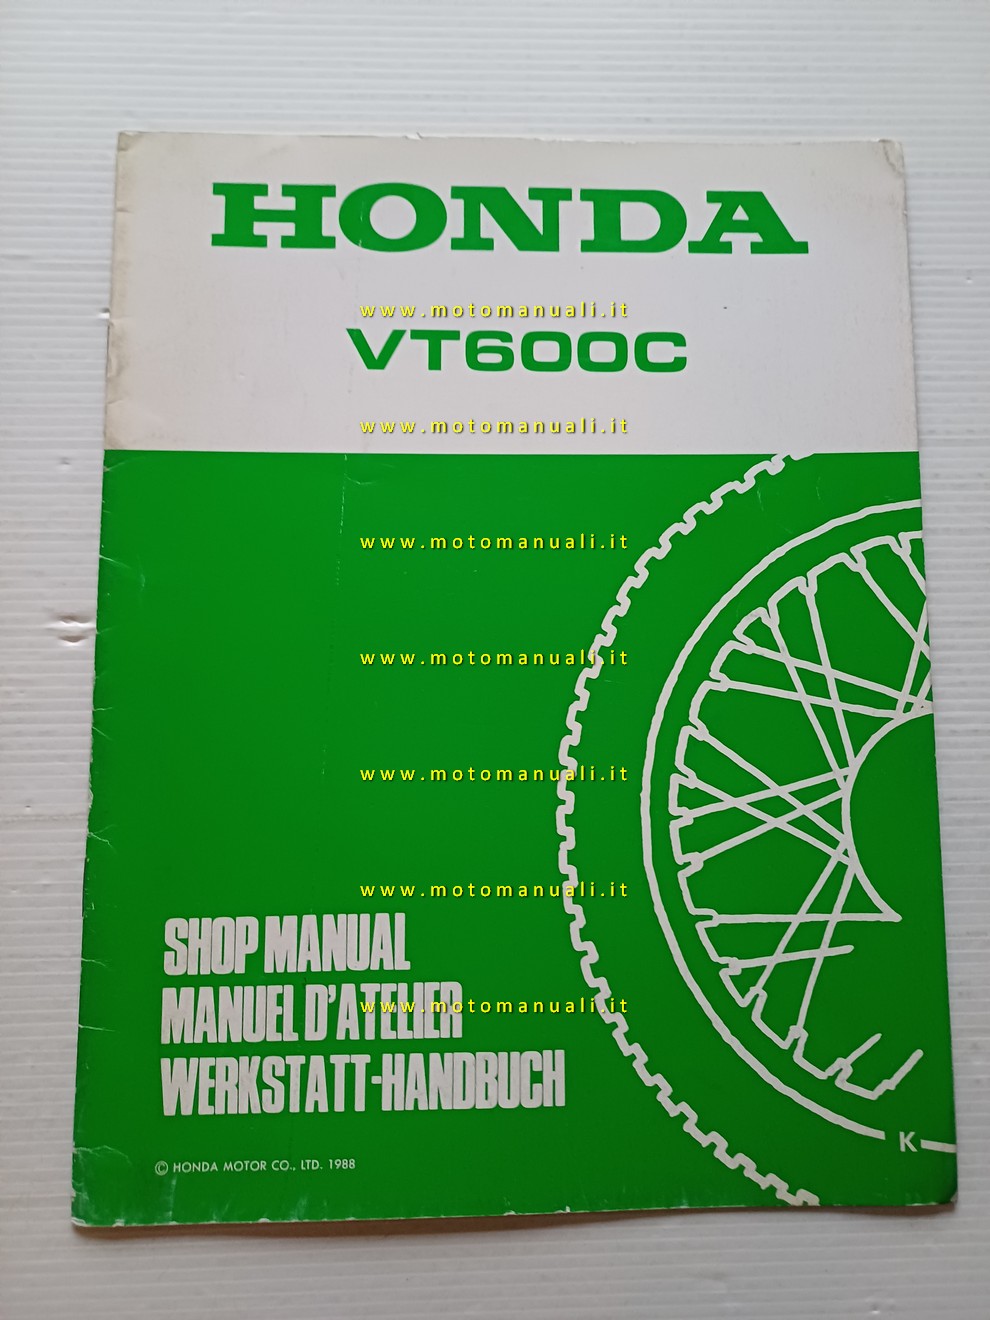 HONDA
www.motomanuali.it
VT600C
www.motomanuali.it
www.motomanuali.it
www.motomanuali.it
www.motomanuali.it
www.motomanuali.it
SHOP MANUAL
MANUEL D'ATELIER
www.motomanuali.it
WERKSTATT-HANDBUCH
K
© HONDA MOTOR CO., LTD. 1988